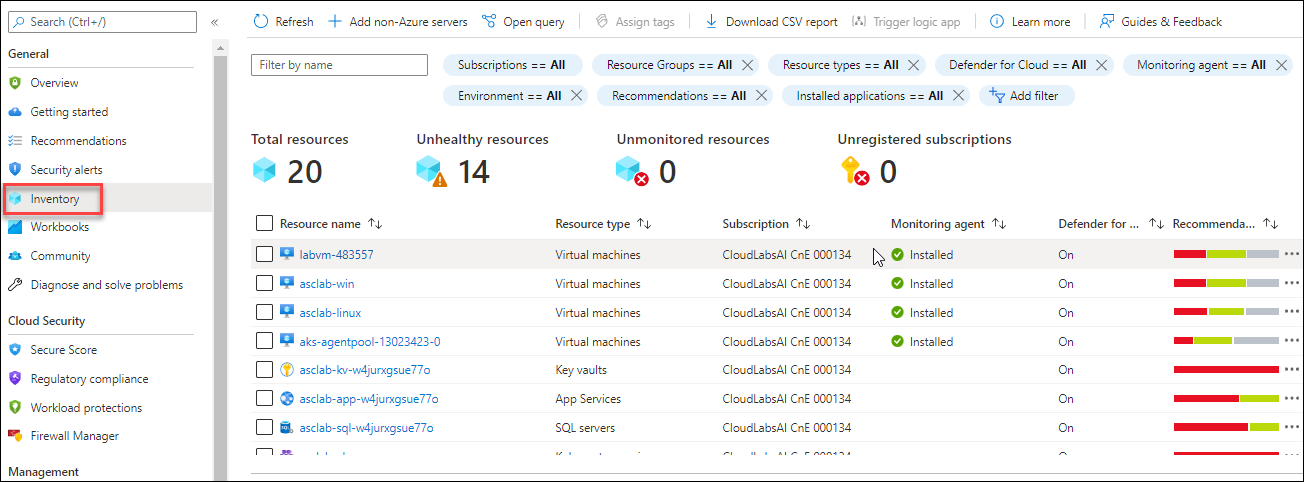 Search (Ctrl+/) «
Refresh + Add non-Azure servers Open query Assign tags Download CSV report Trigger logic app Learn more Guides & Feedback
General
Overview
Getting started
Recommendations
Security alerts
Inventory
Workbooks
Community
Diagnose and solve problems
Cloud Security
Secure Score
Regulatory compliance
Workload protections
Firewall Manager
Management
Filter by name Subscriptions == All Resource Groups == All Resource types == All Defender for Cloud == All Monitoring agent == All
Environment == All Recommendations == All Installed applications == All Add filter
Total resources Unhealthy resources Unmonitored resources Unregistered subscriptions
20 14 0 0
Resource name Resource type Subscription Monitoring agent Defender for ... Recommenda...
labvm-483557 Virtual machines CloudLabsAI CnE 000134 Installed On
asclab-win Virtual machines CloudLabsAI CnE 000134 Installed On
asclab-linux Virtual machines CloudLabsAI CnE 000134 Installed On
aks-agentpool-13023423-0 Virtual machines CloudLabsAI CnE 000134 Installed On
asclab-kv-w4jurxgsue77o Key vaults CloudLabsAI CnE 000134 On
asclab-app-w4jurxgsue77o App Services CloudLabsAI CnE 000134 On
asclab-sql-w4jurxgsue77o SQL servers CloudLabsAI CnE 000134 On